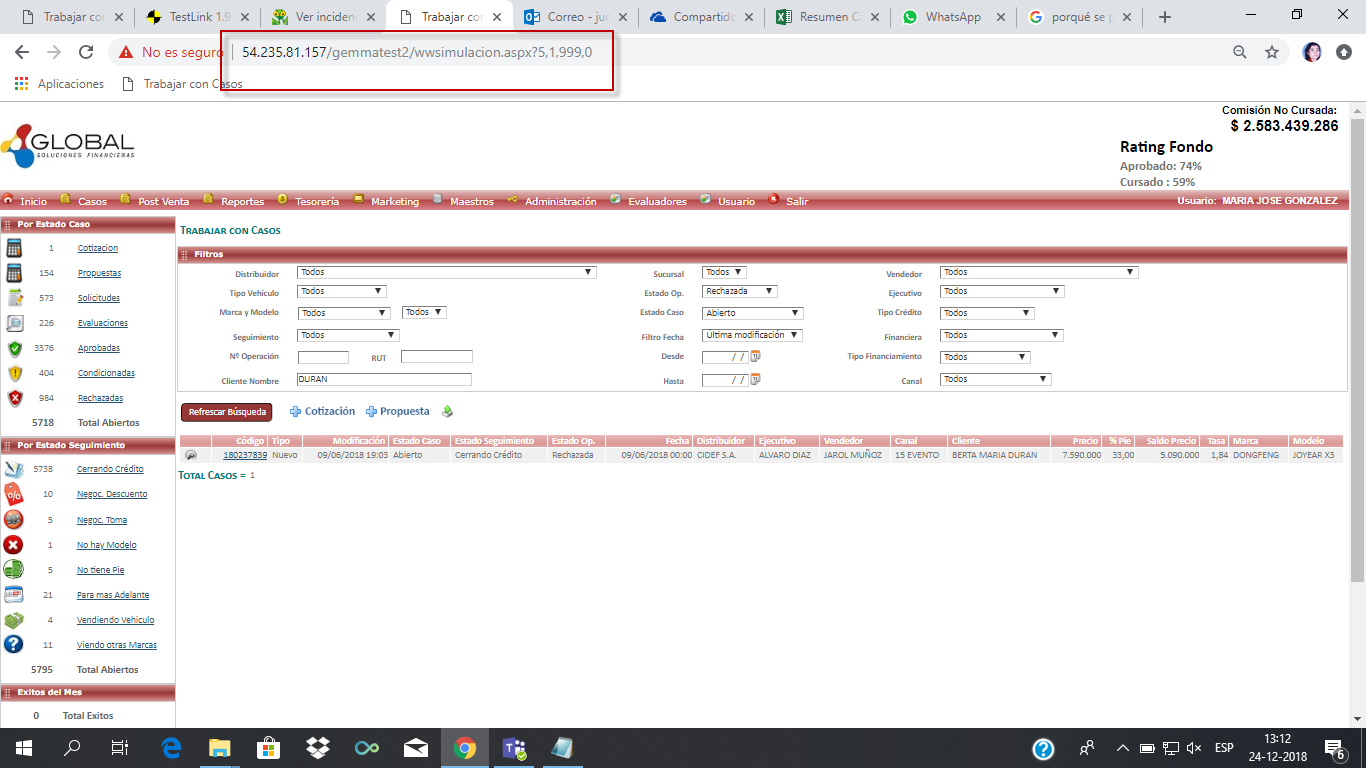 Trabajar con
TestLink 1.9
Ver inciden
Trabajar con
Correo - juc
Compartido
Resumen Ca
WhatsApp
porqué se p
No es seguro 54.235.81.157/gemmatest2/wwsimulacion.aspx?5,1,999,0
Aplicaciones Trabajar con Casos
GLOBAL
SOLUCIONES FINANCIERAS
Comisión No Cursada:
$ 2.583.439.286
Rating Fondo
Aprobado: 74%
Cursado : 59%
Inicio Casos Post Venta Reportes Tesorería Marketing Maestros Administración Evaluadores Usuario Salir Usuario: MARIA JOSE GONZALEZ
Por Estado Caso
1 Cotizacion
154 Propuestas
573 Solicitudes
226 Evaluaciones
3376 Aprobadas
404 Condicionadas
984 Rechazadas
5718 Total Abiertos
Por Estado Seguimiento
5738 Cerrando Crédito
10 Negoc. Descuento
5 Negoc. Toma
1 No hay Modelo
5 No tiene Pie
21 Para mas Adelante
4 Vendiendo Vehiculo
11 Viendo otras Marcas
5795 Total Abiertos
Exitos del Mes
0 Total Exitos
TRABAJAR CON CASOS
Filtros
Distribuidor Todos Sucursal Todos Vendedor Todos
Tipo Vehículo Todos Estado Op. Rechazada Ejecutivo Todos
Marca y Modelo Todos Todos Estado Caso Abierto Tipo Crédito Todos
Seguimiento Todos Filtro Fecha Última modificación Financiera Todos
Nº Operación RUT Desde / / Tipo Financiamiento Todos
Cliente Nombre DURAN Hasta / / Canal Todos
Refrescar Búsqueda Cotización Propuesta
Código Tipo Modificación Estado Caso Estado Seguimiento Estado Op. Fecha Distribuidor Ejecutivo Vendedor Canal Cliente Precio % Pie Saldo Precio Tasa Marca Modelo
180237839 Nuevo 09/06/2018 19:03 Abierto Cerrando Crédito Rechazada 09/06/2018 00:00 CIDEF S.A. ALVARO DIAZ JAROL MUÑOZ 15 EVENTO BERTA MARIA DURAN 7.590.000 33,00 5.090.000 1,84 DONGFENG JOYEAR X3
TOTAL CASOS = 1
ESP
13:12
24-12-2018
6